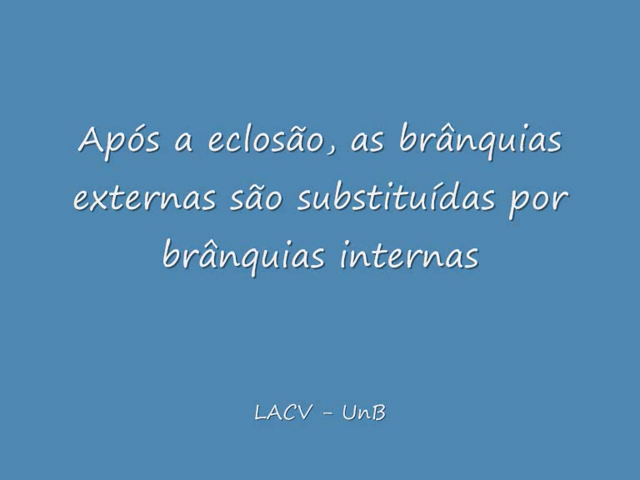 Após a eclosão, as brânquias
externas são substituídas por
brânquias internas
LACV - UnB